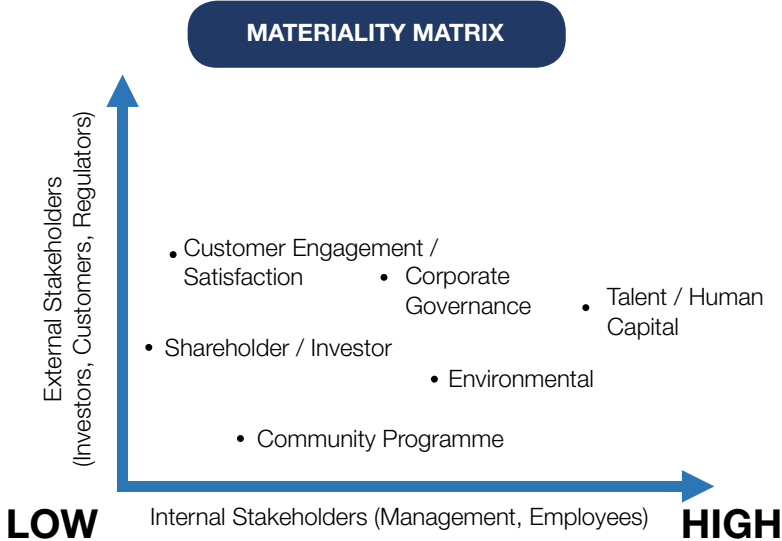 MATERIALITY MATRIX
External Stakeholders
(Investors, Customers, Regulators)
• Customer Engagement /
Satisfaction
• Corporate
Governance
• Talent / Human
Capital
• Shareholder / Investor
• Environmental
• Community Programme
LOW
Internal Stakeholders (Management, Employees)
HIGH